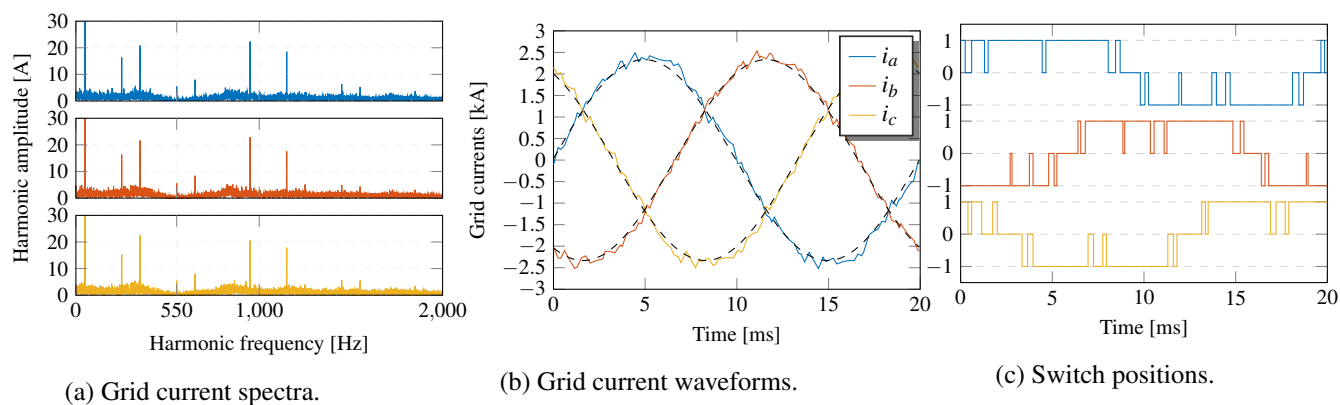 Harmonic amplitude [A]
30
20
10
0
30
20
10
0
30
20
10
0
0 550 1,000 2,000
Harmonic frequency [Hz]
(a) Grid current spectra.
Grid currents [kA]
3
2.5
2
1.5
1
0.5
0
−0.5
−1
−1.5
−2
−2.5
−3
i_a
i_b
i_c
0 5 10 15 20
Time [ms]
(b) Grid current waveforms.
1
0
−1
1
0
−1
1
0
−1
0 5 10 15 20
Time [ms]
(c) Switch positions.